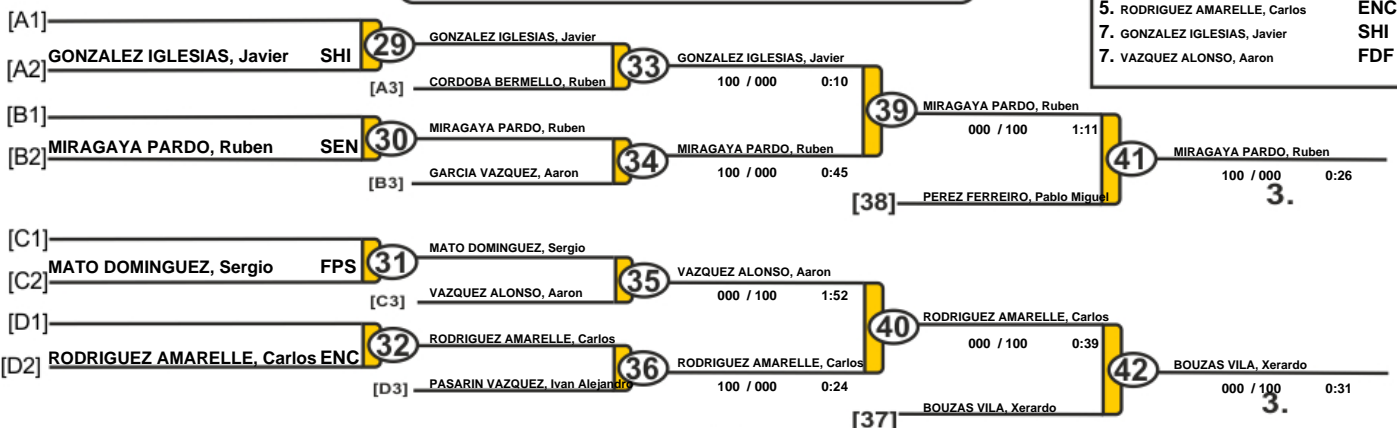 5. RODRIGUEZ AMARELLE, Carlos ENC
7. GONZALEZ IGLESIAS, Javier SHI
7. VAZQUEZ ALONSO, Aaron FDF
[A1]
[A2] GONZALEZ IGLESIAS, Javier SHI
29
GONZALEZ IGLESIAS, Javier
[A3] CORDOBA BERMELLO, Ruben
33
GONZALEZ IGLESIAS, Javier
100 / 000 0:10
[B1]
[B2] MIRAGAYA PARDO, Ruben SEN
30
MIRAGAYA PARDO, Ruben
[B3] GARCIA VAZQUEZ, Aaron
34
MIRAGAYA PARDO, Ruben
100 / 000 0:45
39
MIRAGAYA PARDO, Ruben
000 / 100 1:11
[38] PEREZ FERREIRO, Pablo Miguel
41
MIRAGAYA PARDO, Ruben
100 / 000 0:26
3.
[C1]
[C2] MATO DOMINGUEZ, Sergio FPS
31
MATO DOMINGUEZ, Sergio
[C3] VAZQUEZ ALONSO, Aaron
35
VAZQUEZ ALONSO, Aaron
000 / 100 1:52
[D1]
[D2] RODRIGUEZ AMARELLE, Carlos ENC
32
RODRIGUEZ AMARELLE, Carlos
[D3] PASARIN VAZQUEZ, Ivan Alejandro
36
RODRIGUEZ AMARELLE, Carlos
100 / 000 0:24
40
RODRIGUEZ AMARELLE, Carlos
000 / 100 0:39
[37] BOUZAS VILA, Xerardo
42
BOUZAS VILA, Xerardo
000 / 100 0:31
3.